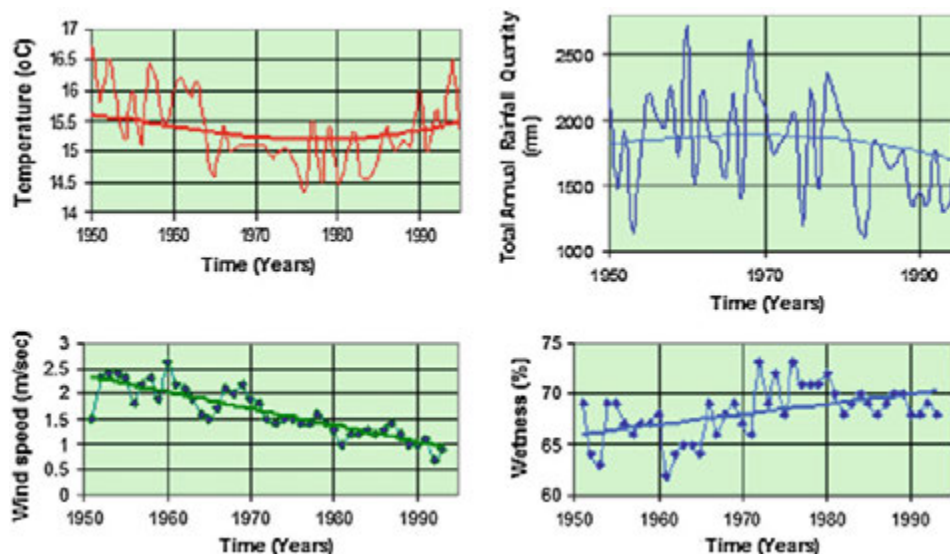 Temperature (oC)
17
16.5
16
15.5
15
14.5
14
1950 1960 1970 1980 1990
Time (Years)
Total Annual Rainfall Quantity
(mm)
2500
2000
1500
1000
1950 1970 1990
Time (Years)
Wind speed (m/sec)
3
2.5
2
1.5
1
0.5
0
1950 1960 1970 1980 1990
Time (Years)
Wetness (%)
75
70
65
60
1950 1960 1970 1980 1990
Time (Years)